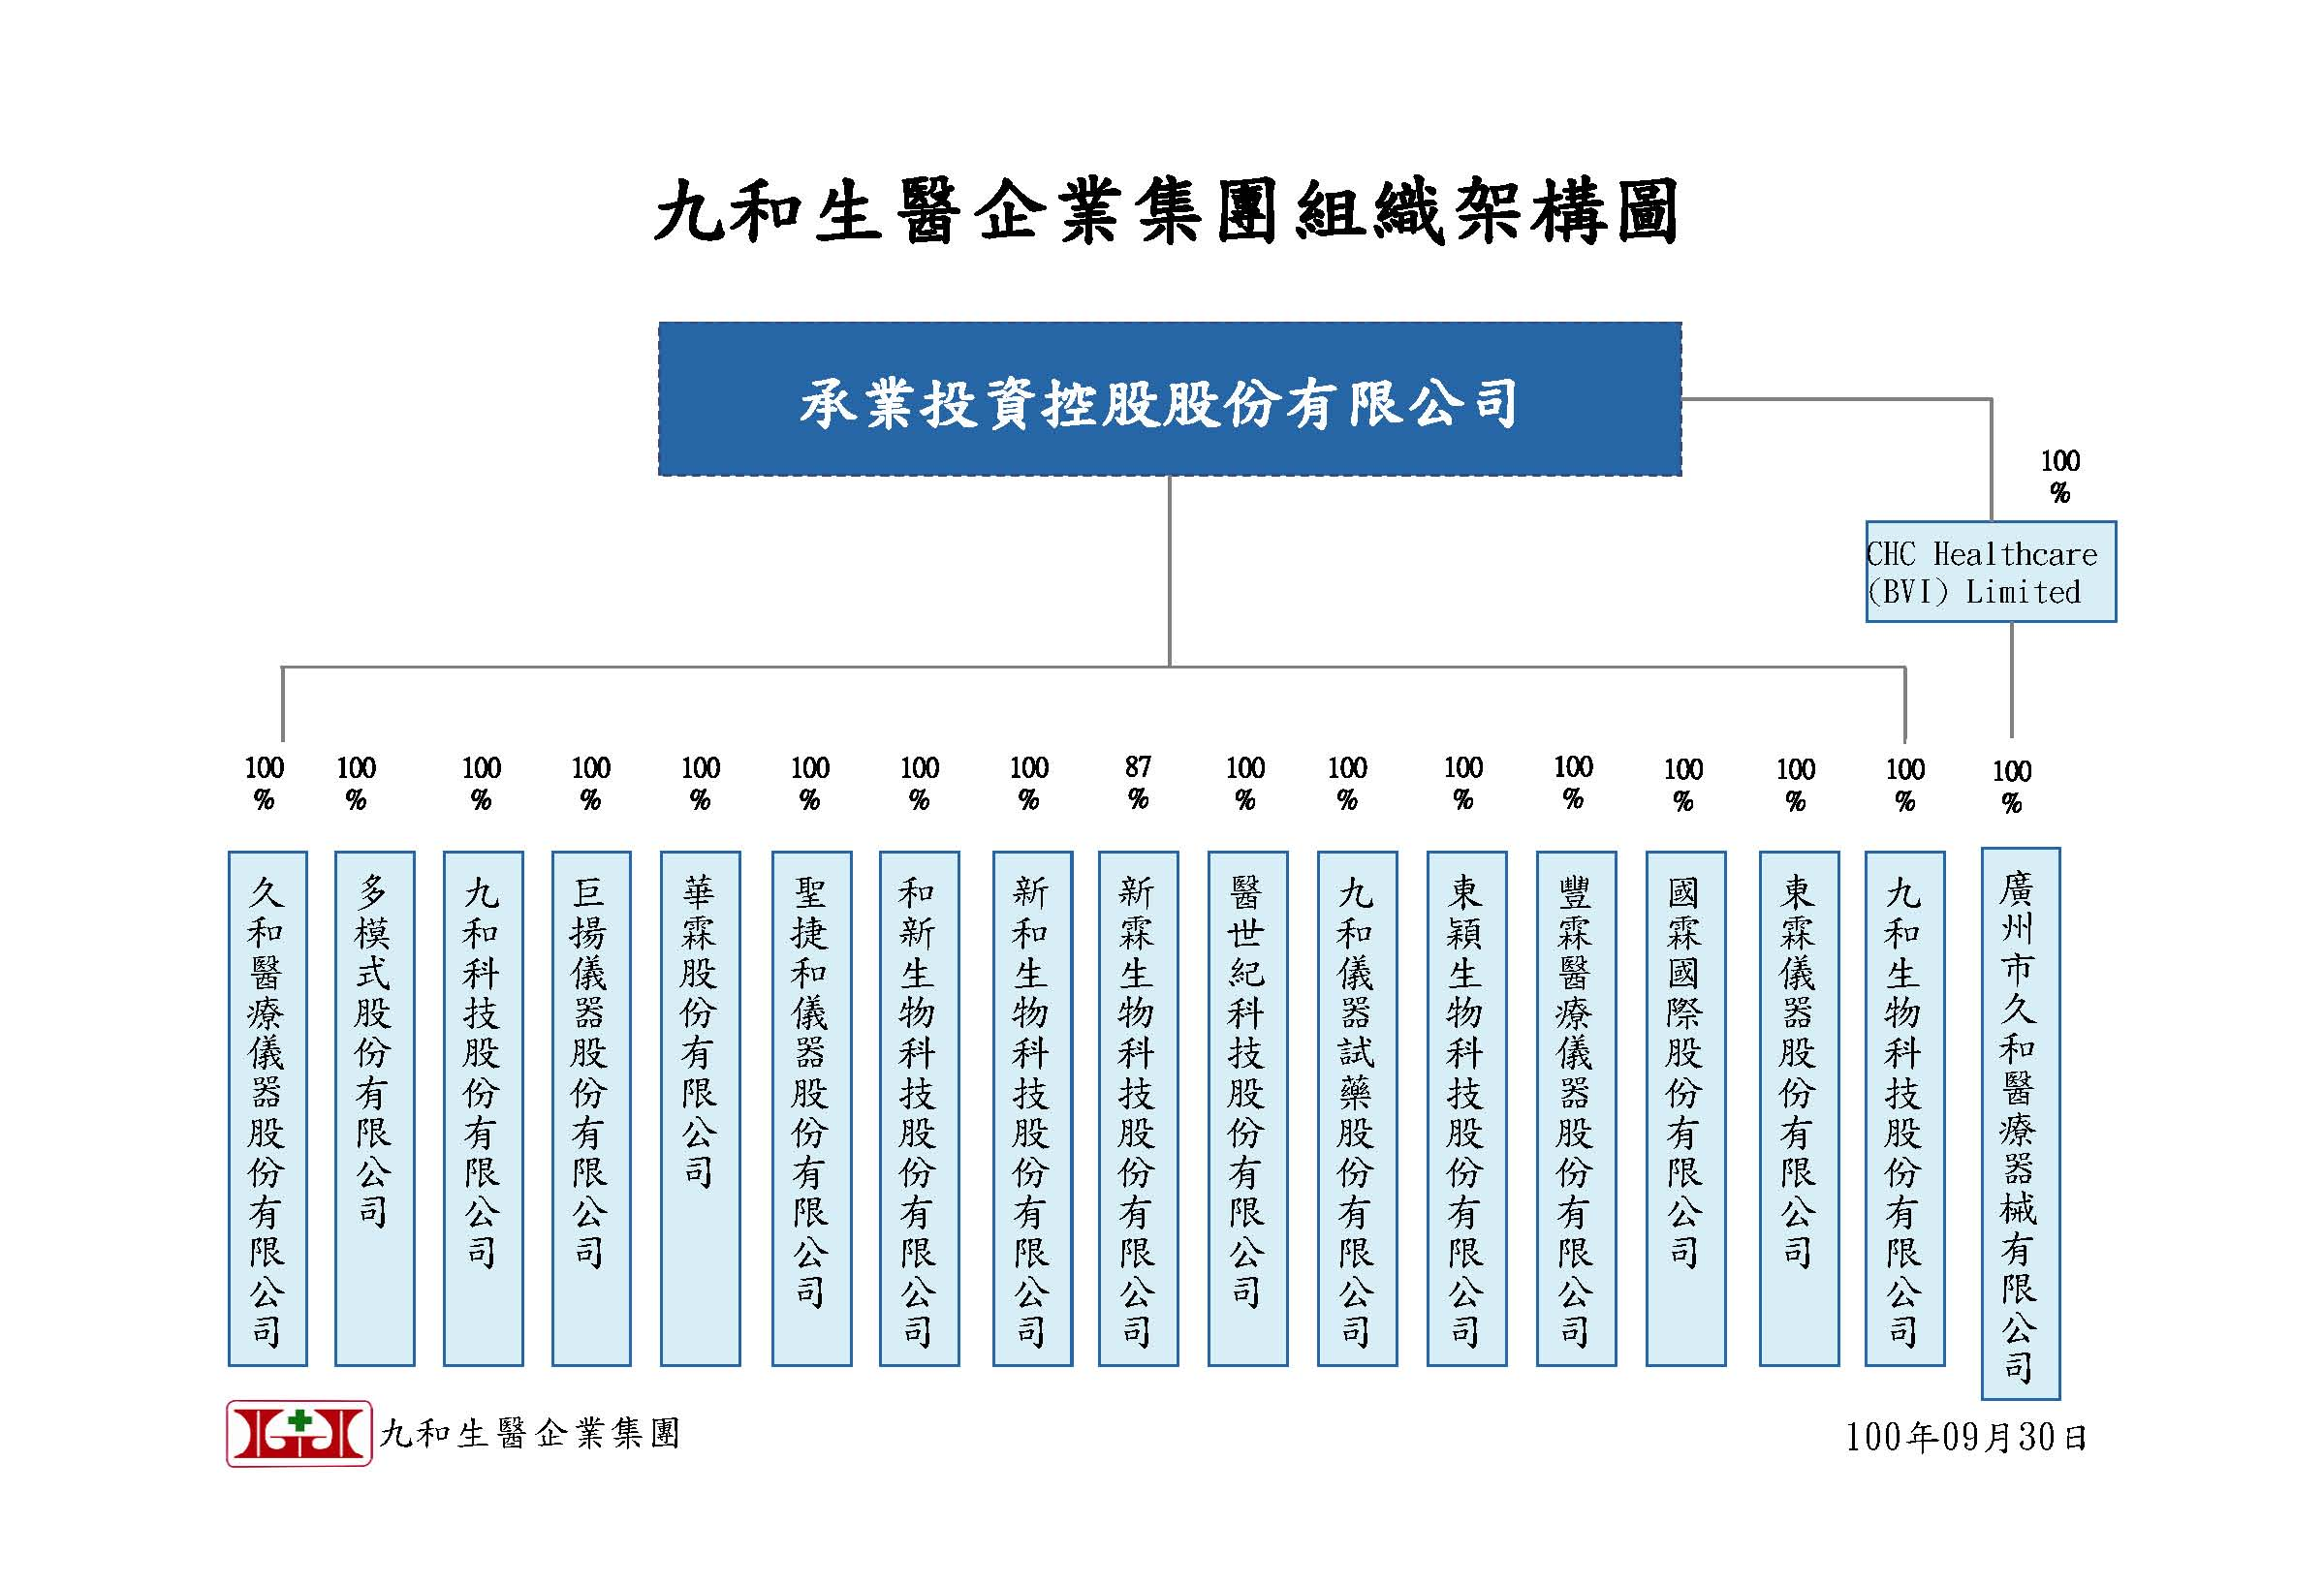 九和生醫企業集團組織架構圖
承業投資控股股份有限公司
100
%
CHC Healthcare
(BVI) Limited
100
%
久和醫療儀器股份有限公司
100
%
多模式股份有限公司
100
%
九和科技股份有限公司
100
%
巨揚儀器股份有限公司
100
%
華霖股份有限公司
100
%
聖捷和儀器股份有限公司
100
%
和新生物科技股份有限公司
100
%
新和生物科技股份有限公司
87
%
新霖生物科技股份有限公司
100
%
醫世紀科技股份有限公司
100
%
九和儀器試藥股份有限公司
100
%
東穎生物科技股份有限公司
100
%
豐霖醫療儀器股份有限公司
100
%
國霖國際股份有限公司
100
%
東霖儀器股份有限公司
100
%
九和生物科技股份有限公司
100
%
廣州市久和醫療器械有限公司
九和生醫企業集團
100年09月30日